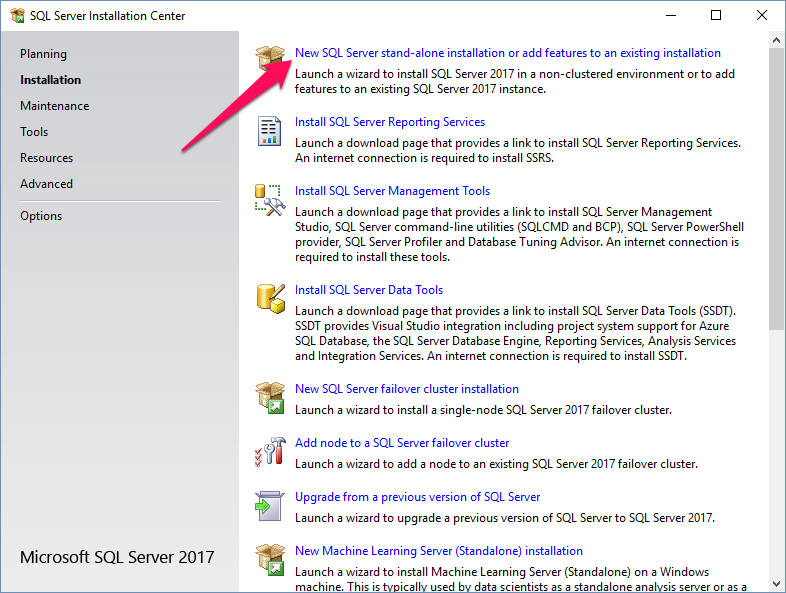 SQL Server Installation Center
Planning
Installation
Maintenance
Tools
Resources
Advanced
Options
Microsoft SQL Server 2017
New SQL Server stand-alone installation or add features to an existing installation
Launch a wizard to install SQL Server 2017 in a non-clustered environment or to add
features to an existing SQL Server 2017 instance.
Install SQL Server Reporting Services
Launch a download page that provides a link to install SQL Server Reporting Services.
An internet connection is required to install SSRS.
Install SQL Server Management Tools
Launch a download page that provides a link to install SQL Server Management
Studio, SQL Server command-line utilities (SQLCMD and BCP), SQL Server PowerShell
provider, SQL Server Profiler and Database Tuning Advisor. An internet connection is
required to install these tools.
Install SQL Server Data Tools
Launch a download page that provides a link to install SQL Server Data Tools (SSDT).
SSDT provides Visual Studio integration including project system support for Azure
SQL Database, the SQL Server Database Engine, Reporting Services, Analysis Services
and Integration Services. An internet connection is required to install SSDT.
New SQL Server failover cluster installation
Launch a wizard to install a single-node SQL Server 2017 failover cluster.
Add node to a SQL Server failover cluster
Launch a wizard to add a node to an existing SQL Server 2017 failover cluster.
Upgrade from a previous version of SQL Server
Launch a wizard to upgrade a previous version of SQL Server to SQL Server 2017.
New Machine Learning Server (Standalone) installation
Launch a wizard to install Machine Learning Server (Standalone) on a Windows
machine. This is typically used by data scientists as a standalone analysis server or as a